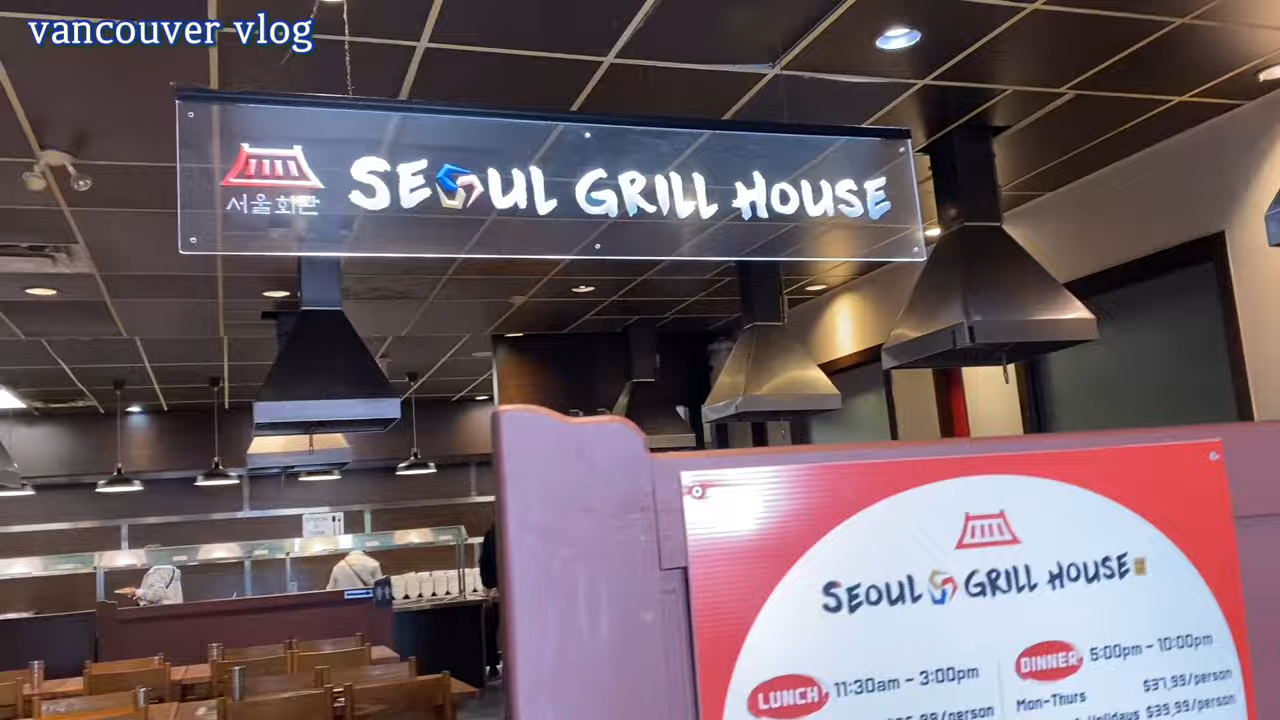 vancouver vlog
서울회관 SEOUL GRILL HOUSE
SEOUL GRILL HOUSE
LUNCH 11:30am - 3:00pm
DINNER 5:00pm - 10:00pm
Mon-Thurs $37,99/person
Holidays $39,99/person